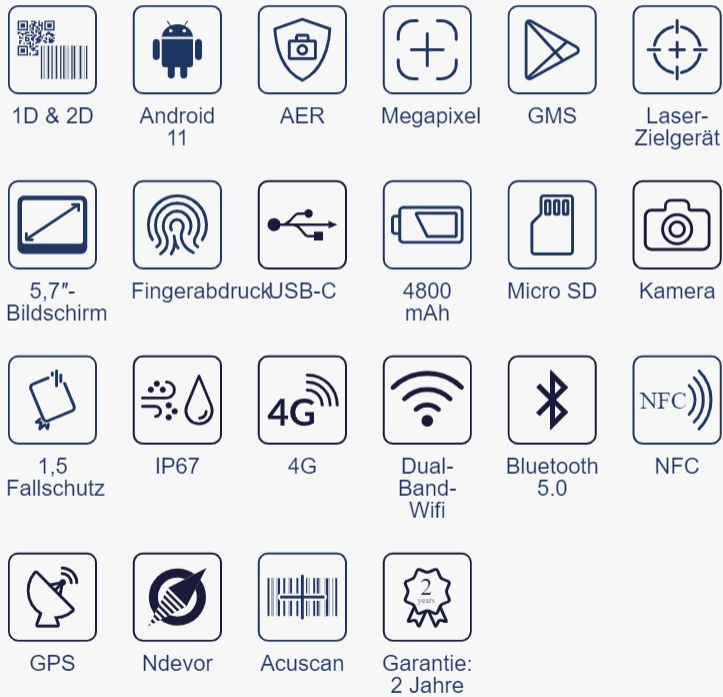 1D & 2D
Android
11
AER
Megapixel
GMS
Laser-
Zielgerät
5,7"-
Bildschirm
Fingerabdruck
USB-C
4800
mAh
Micro SD
Kamera
1,5
Fallschutz
IP67
4G
4G
Dual-
Band-
Wifi
Bluetooth
5.0
NFC
NFC
GPS
Ndevor
Acuscan
2
years
Garantie:
2 Jahre